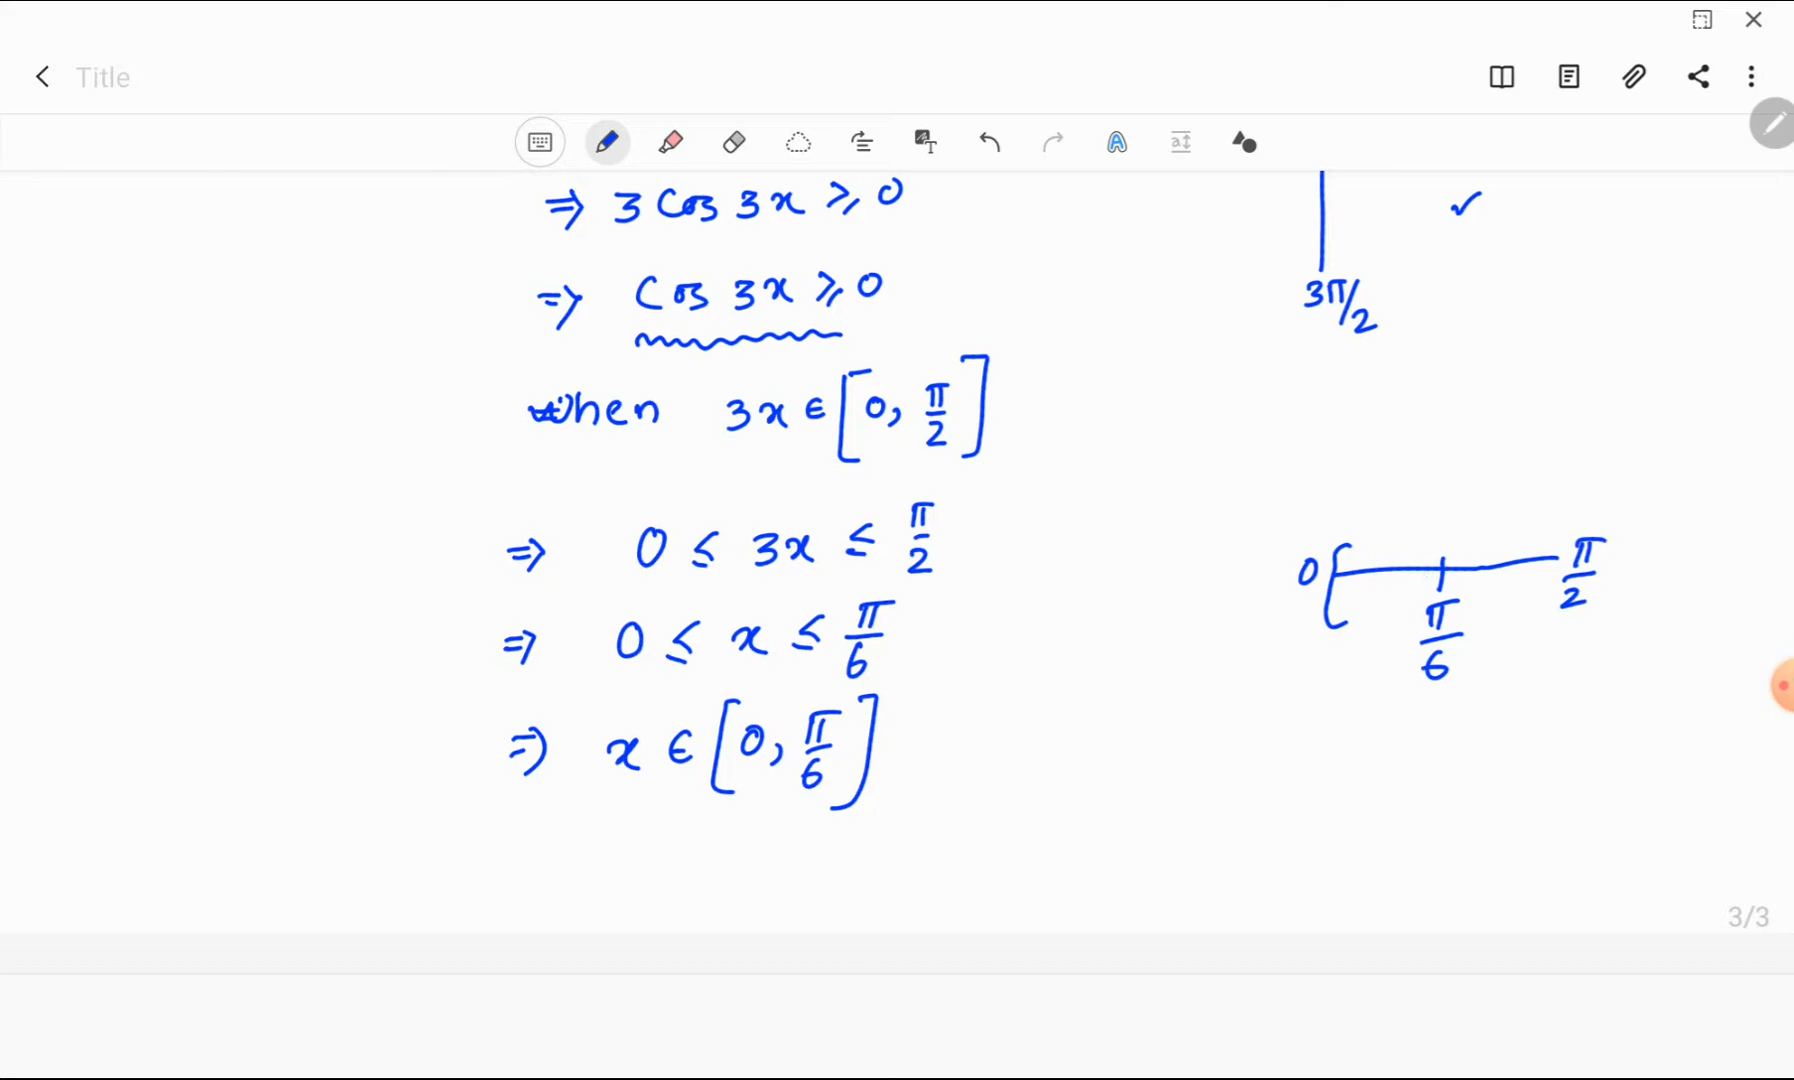 Title
⇒ 3 Cos 3x ≥ 0
✓
⇒ Cos 3x ≥ 0
3π/2
When 3x ∈ [0, π/2]
⇒ 0 ≤ 3x ≤ π/2
0 π/6 π/2
⇒ 0 ≤ x ≤ π/6
⇒ x ∈ [0, π/6]
3/3